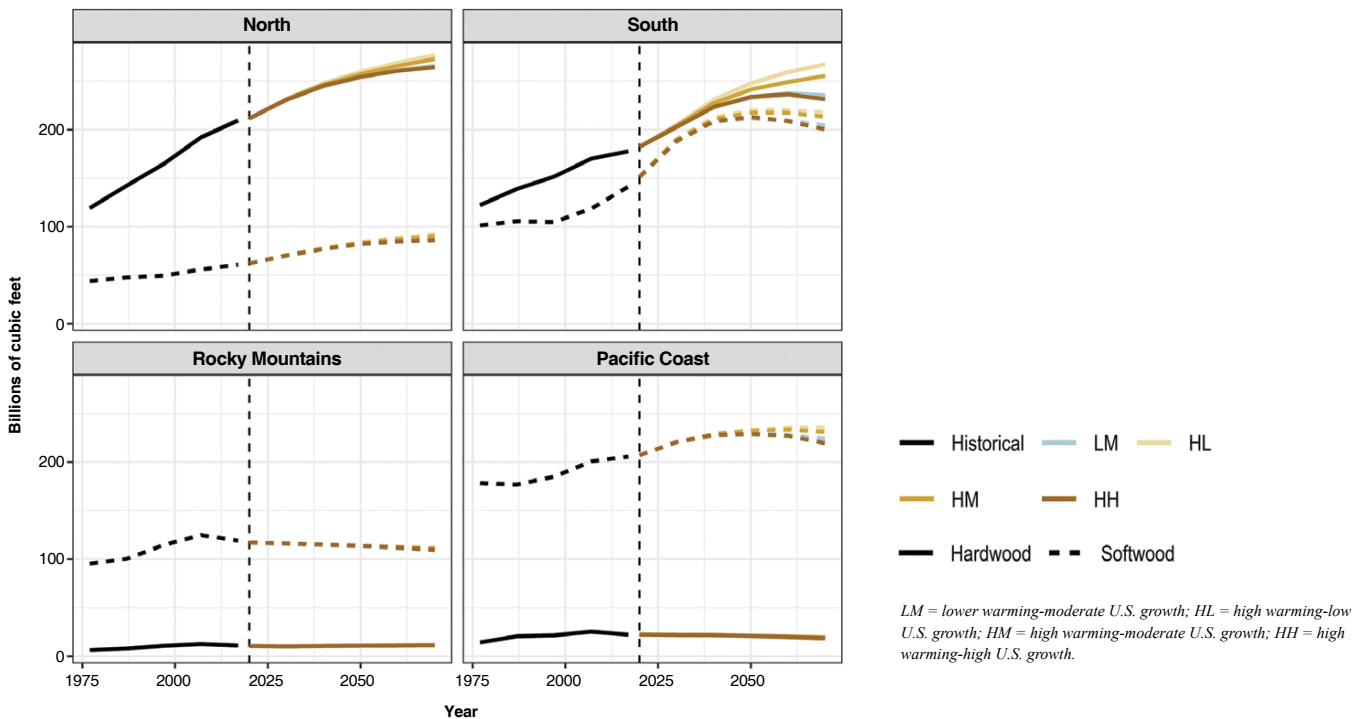 North
South
200
100
0
Rocky Mountains
Pacific Coast
200
100
0
Billions of cubic feet
1975
2000
2025
2050
1975
2000
2025
2050
Year
Historical
LM
HL
HM
HH
Hardwood
Softwood
LM = lower warming-moderate U.S. growth; HL = high warming-low
U.S. growth; HM = high warming-moderate U.S. growth; HH = high
warming-high U.S. growth.